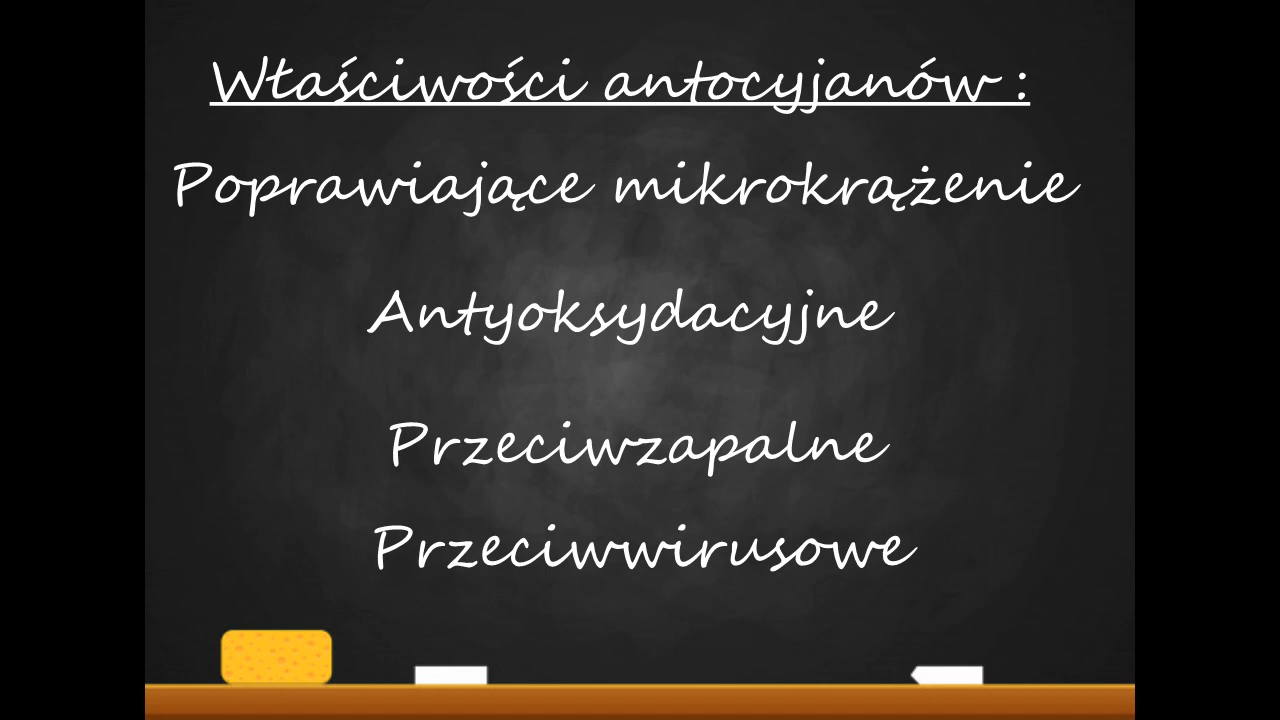 Właściwości antocyjanów :
Poprawiające mikrokrążenie
Antyoksydacyjne
Przeciwzapalne
Przeciwwirusowe